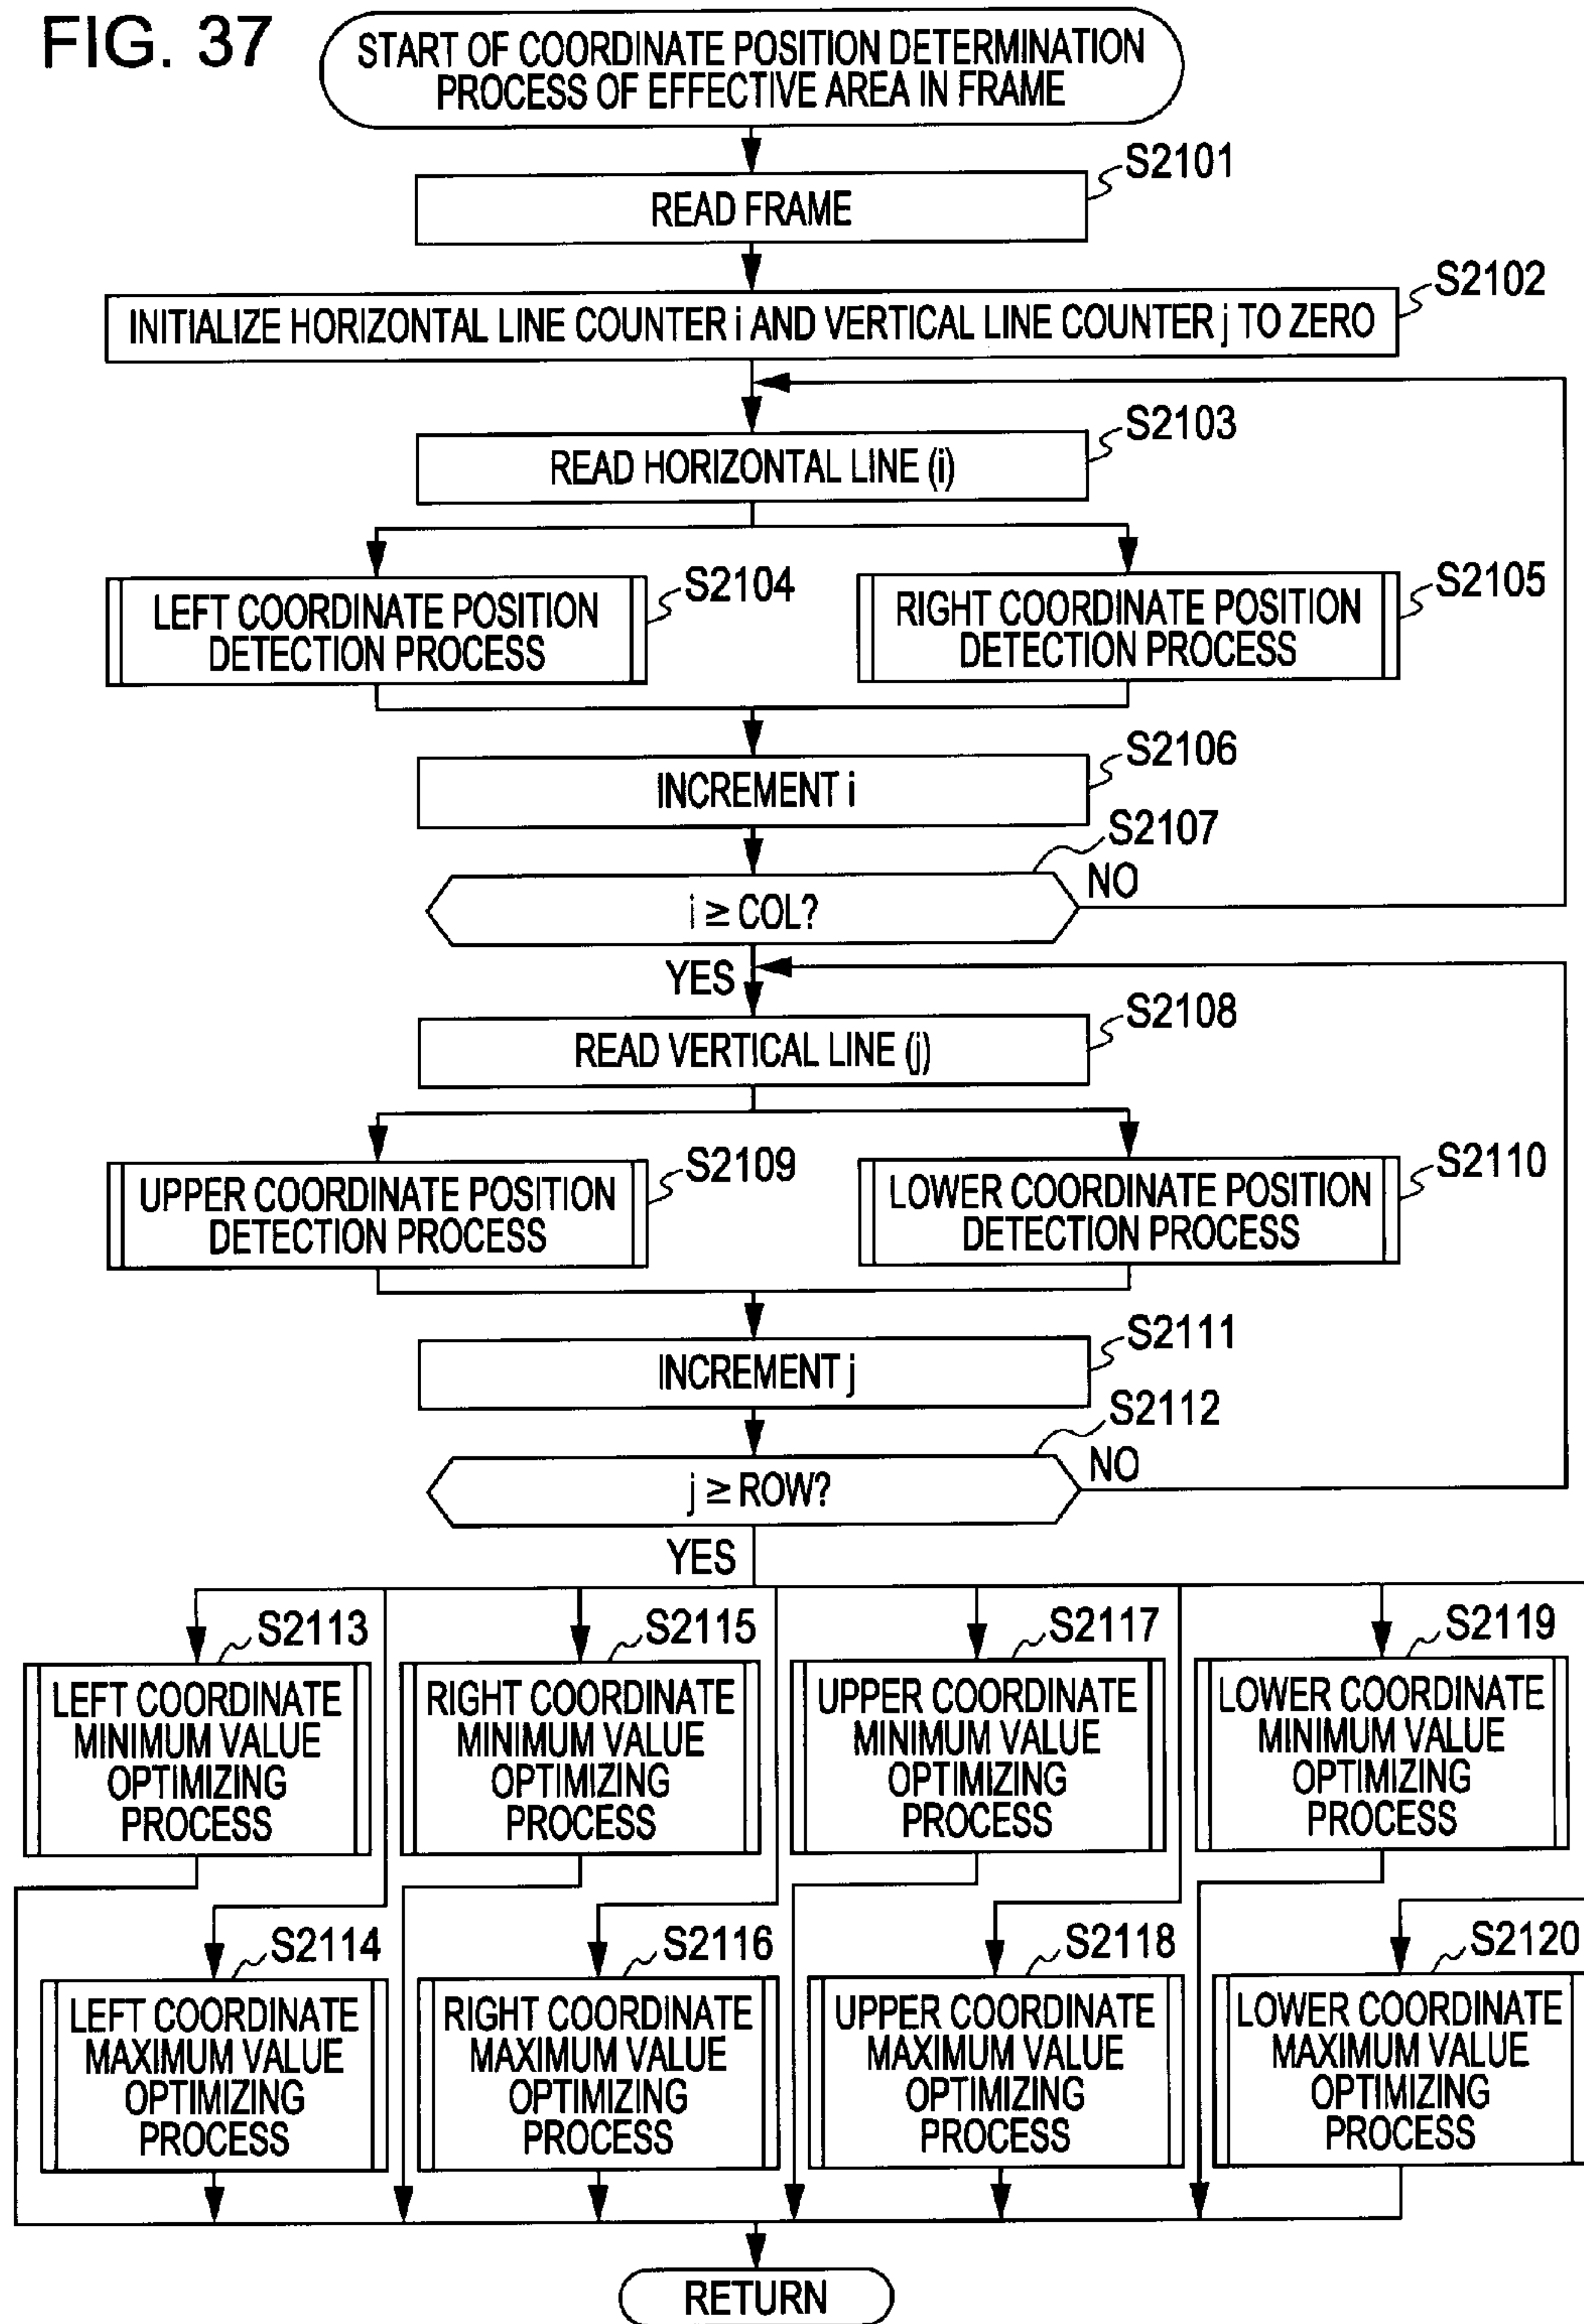 FIG. 37
START OF COORDINATE POSITION DETERMINATION
PROCESS OF EFFECTIVE AREA IN FRAME
S2101
READ FRAME
S2102
INITIALIZE HORIZONTAL LINE COUNTER i AND VERTICAL LINE COUNTER j TO ZERO
S2103
READ HORIZONTAL LINE (i)
S2104
LEFT COORDINATE POSITION
DETECTION PROCESS
S2105
RIGHT COORDINATE POSITION
DETECTION PROCESS
S2106
INCREMENT i
S2107
i ≥ COL?
NO
YES
S2108
READ VERTICAL LINE (j)
S2109
UPPER COORDINATE POSITION
DETECTION PROCESS
S2110
LOWER COORDINATE POSITION
DETECTION PROCESS
S2111
INCREMENT j
S2112
j ≥ ROW?
NO
YES
S2113
LEFT COORDINATE
MINIMUM VALUE
OPTIMIZING
PROCESS
S2115
RIGHT COORDINATE
MINIMUM VALUE
OPTIMIZING
PROCESS
S2117
UPPER COORDINATE
MINIMUM VALUE
OPTIMIZING
PROCESS
S2119
LOWER COORDINATE
MINIMUM VALUE
OPTIMIZING
PROCESS
S2114
LEFT COORDINATE
MAXIMUM VALUE
OPTIMIZING
PROCESS
S2116
RIGHT COORDINATE
MAXIMUM VALUE
OPTIMIZING
PROCESS
S2118
UPPER COORDINATE
MAXIMUM VALUE
OPTIMIZING
PROCESS
S2120
LOWER COORDINATE
MAXIMUM VALUE
OPTIMIZING
PROCESS
RETURN